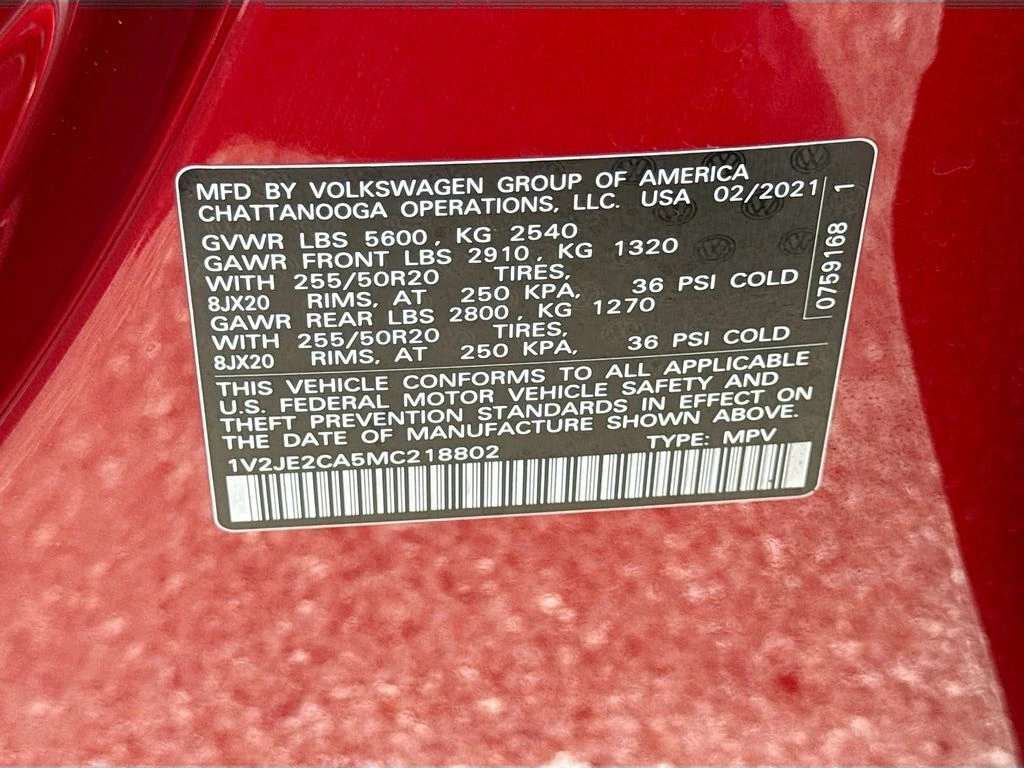 MFD BY VOLKSWAGEN GROUP OF AMERICA
CHATTANOOGA OPERATIONS, LLC. USA 02/2021
GVWR LBS 5600, KG 2540
GAWR FRONT LBS 2910, KG 1320
WITH 255/50R20 TIRES,
8JX20 RIMS, AT 250 KPA, 36 PSI COLD
GAWR REAR LBS 2800, KG 1270
WITH 255/50R20 TIRES,
8JX20 RIMS, AT 250 KPA, 36 PSI COLD
THIS VEHICLE CONFORMS TO ALL APPLICABLE
U.S. FEDERAL MOTOR VEHICLE SAFETY AND
THEFT PREVENTION STANDARDS IN EFFECT ON
THE DATE OF MANUFACTURE SHOWN ABOVE.
1V2JE2CA5MC218802 TYPE: MPV
0759168 1